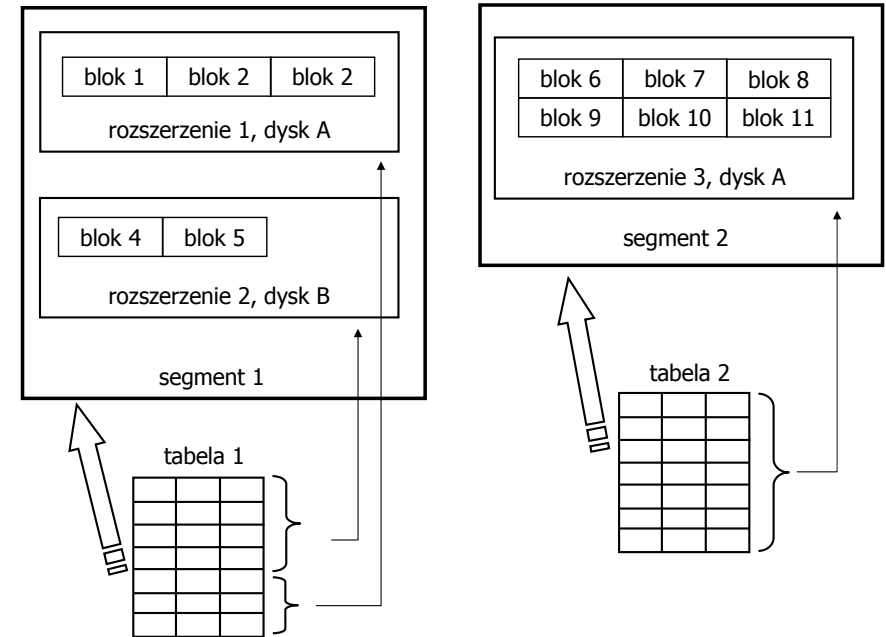 blok 1 blok 2 blok 2
rozszerzenie 1, dysk A
blok 4 blok 5
rozszerzenie 2, dysk B
segment 1
tabela 1
blok 6 blok 7 blok 8
blok 9 blok 10 blok 11
rozszerzenie 3, dysk A
segment 2
tabela 2